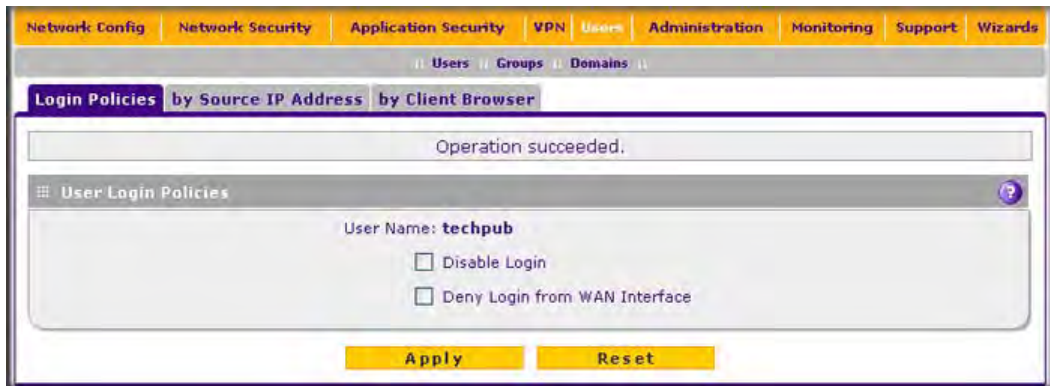 Network Config Network Security Application Security VPN Users Administration Monitoring Support Wizards
Users Groups Domains
Login Policies by Source IP Address by Client Browser
Operation succeeded.
User Login Policies ?
User Name: techpub
Disable Login
Deny Login from WAN Interface
Apply Reset